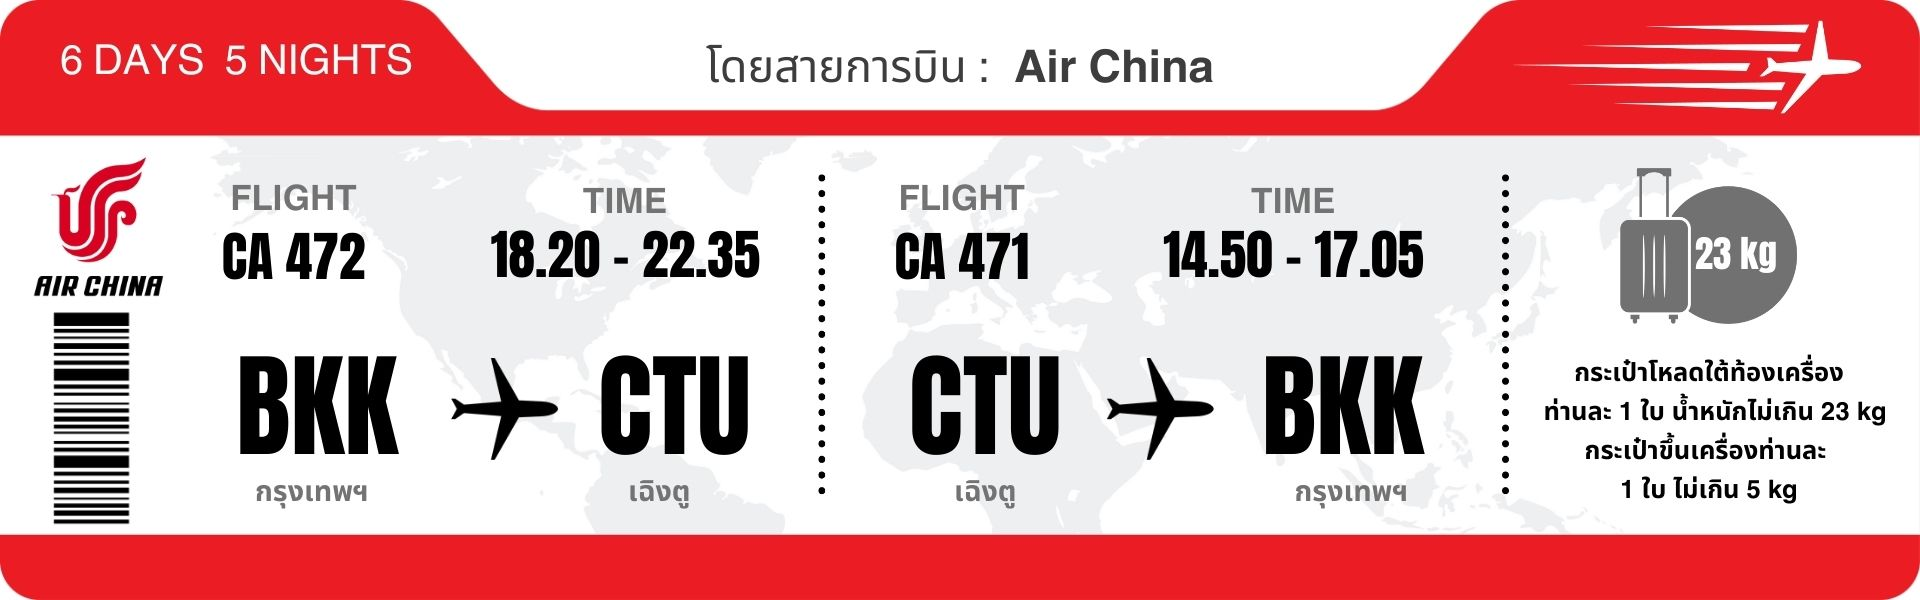 6 DAYS 5 NIGHTS
โดยสายการบิน : Air China
AIR CHINA
FLIGHT
CA 472
TIME
18.20 - 22.35
BKK
CTU
กรุงเทพฯ
เฉิงตู
FLIGHT
CA 471
TIME
14.50 - 17.05
CTU
BKK
เฉิงตู
กรุงเทพฯ
23 kg
กระเป๋าโหลดใต้ท้องเครื่อง
ท่านละ 1 ใบ น้ำหนักไม่เกิน 23 kg
กระเป๋าขึ้นเครื่องท่านละ
1 ใบ ไม่เกิน 5 kg